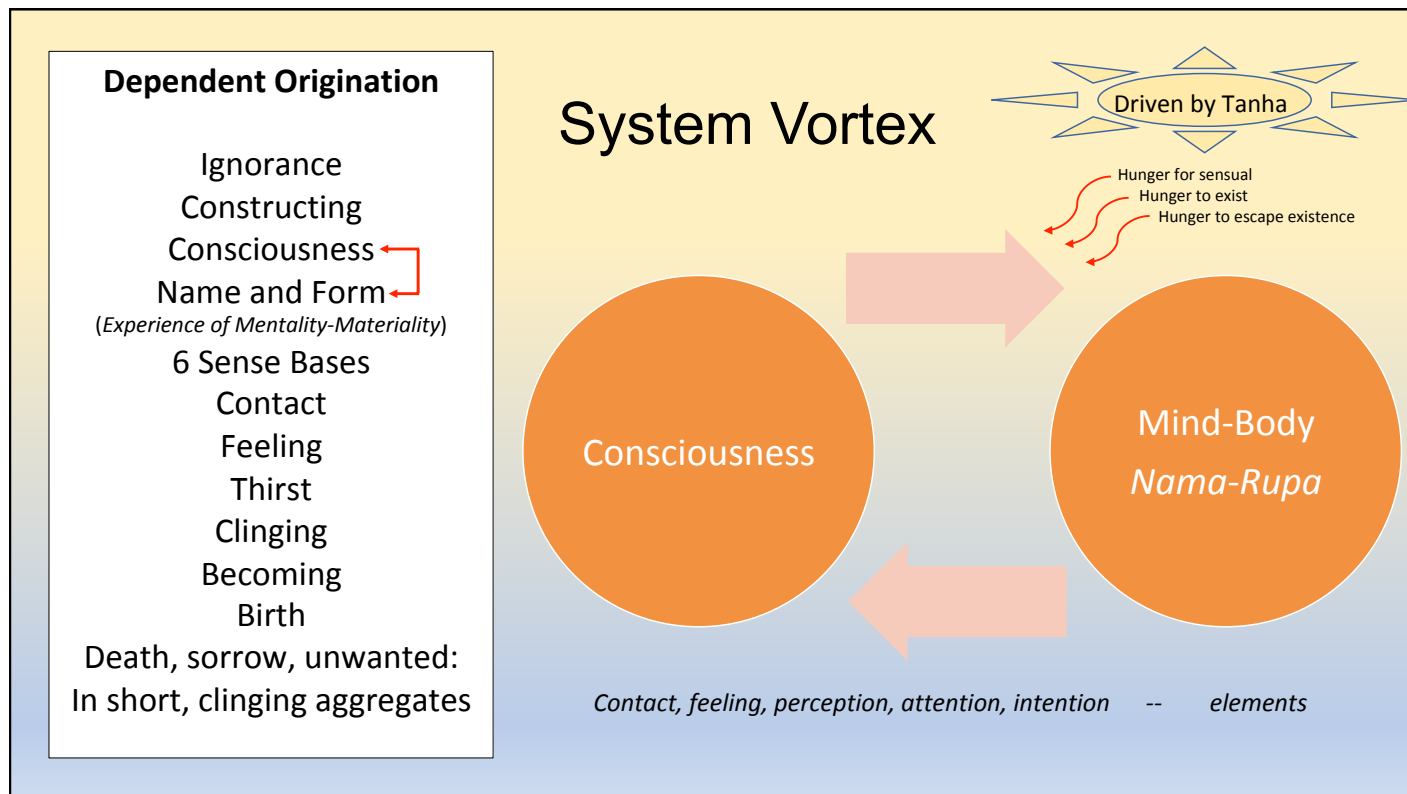 Dependent Origination
Ignorance
Constructing
Consciousness
Name and Form
(Experience of Mentality-Materiality)
6 Sense Bases
Contact
Feeling
Thirst
Clinging
Becoming
Birth
Death, sorrow, unwanted:
In short, clinging aggregates
System Vortex
Driven by Tanha
Hunger for sensual
Hunger to exist
Hunger to escape existence
Consciousness
Mind-Body
Nama-Rupa
Contact, feeling, perception, attention, intention -- elements